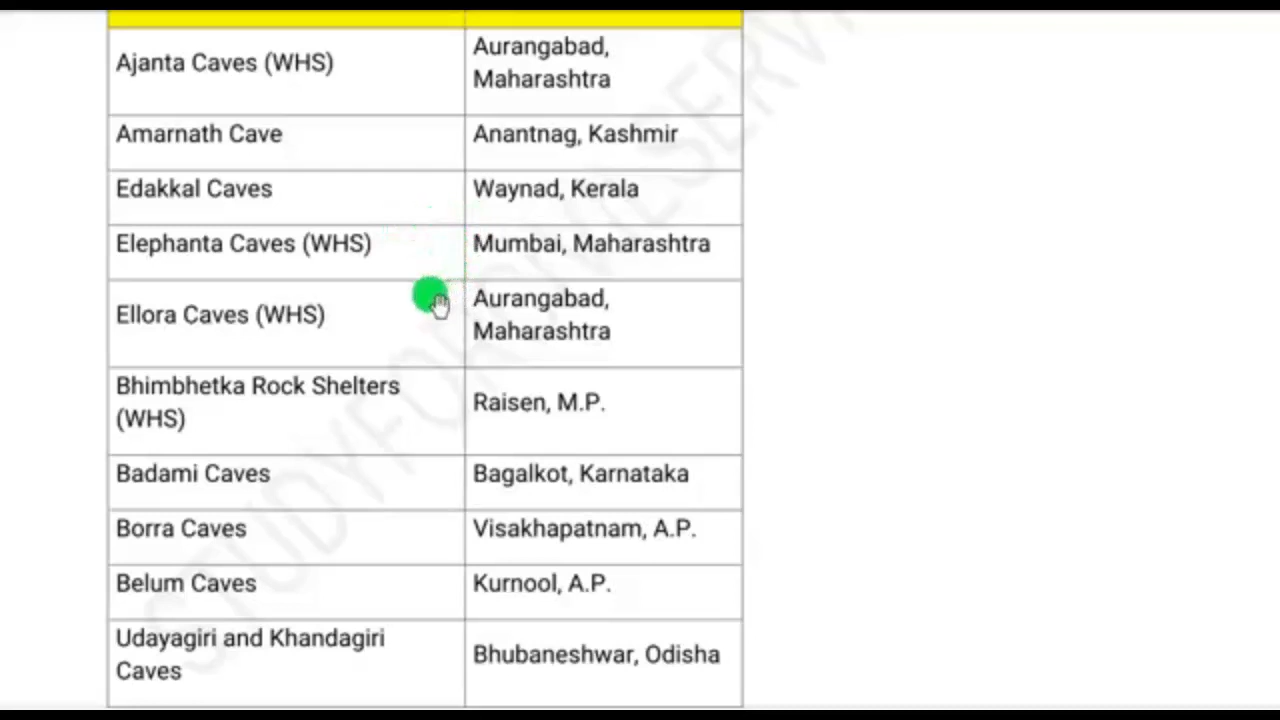 Ajanta Caves (WHS)
Aurangabad,
Maharashtra
Amarnath Cave
Anantnag, Kashmir
Edakkal Caves
Waynad, Kerala
Elephanta Caves (WHS)
Mumbai, Maharashtra
Ellora Caves (WHS)
Aurangabad,
Maharashtra
Bhimbhetka Rock Shelters
(WHS)
Raisen, M.P.
Badami Caves
Bagalkot, Karnataka
Borra Caves
Visakhapatnam, A.P.
Belum Caves
Kurnool, A.P.
Udayagiri and Khandagiri
Caves
Bhubaneshwar, Odisha
STUDYFORCIVILSERVI